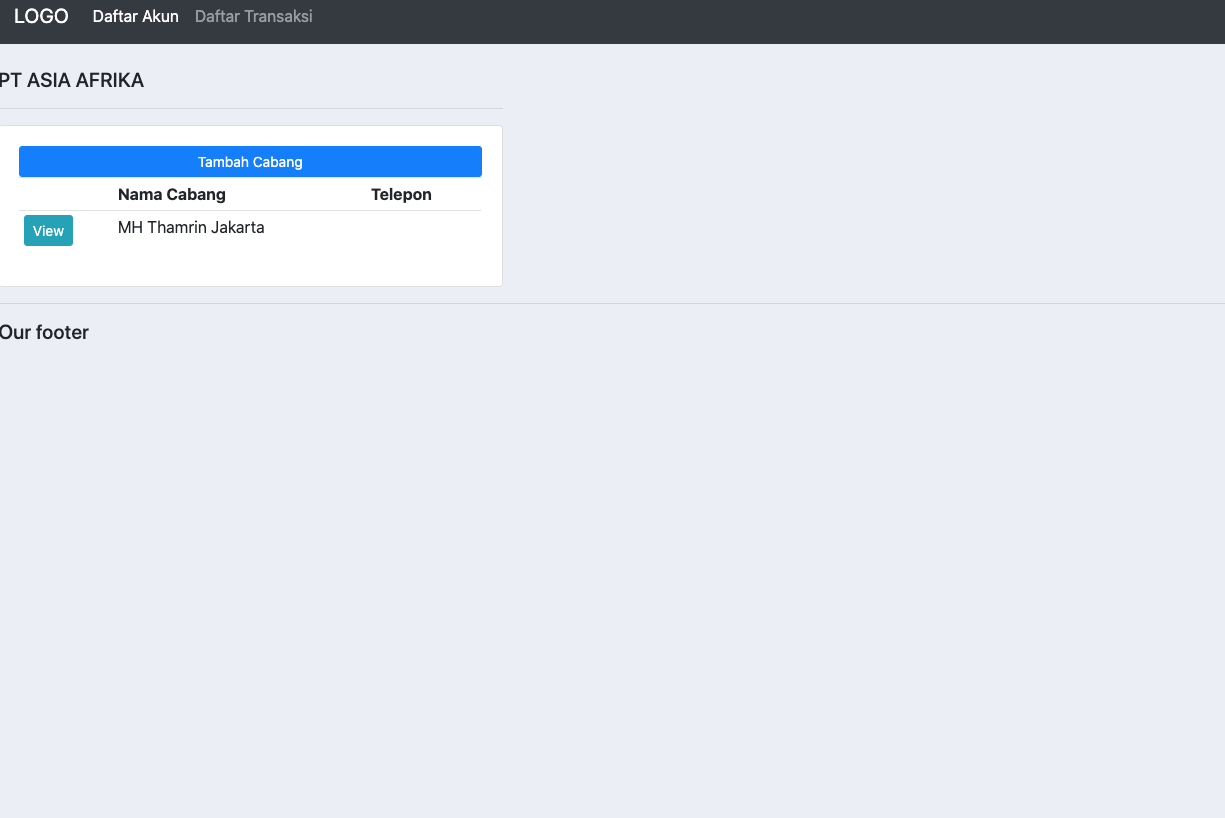 LOGO Daftar Akun Daftar Transaksi
PT ASIA AFRIKA
Tambah Cabang
Nama Cabang Telepon
View MH Thamrin Jakarta
Our footer